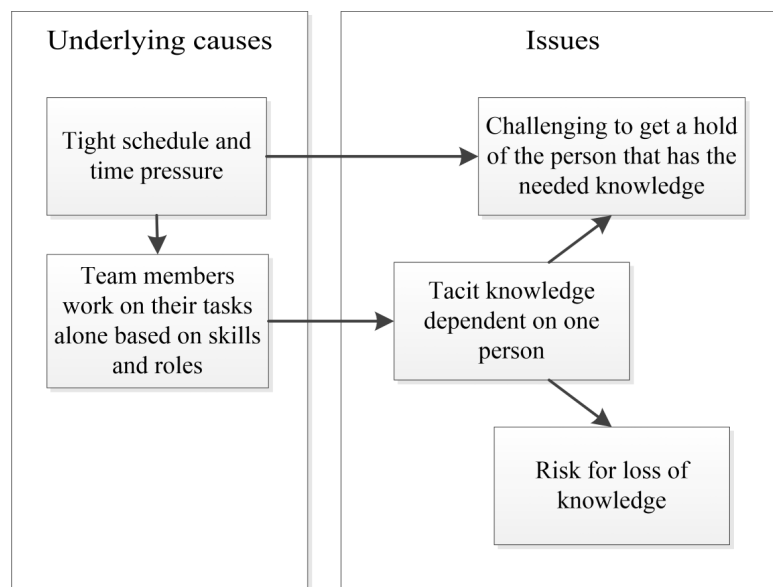 Underlying causes
Tight schedule and
time pressure
Team members
work on their tasks
alone based on skills
and roles
Issues
Challenging to get a hold
of the person that has the
needed knowledge
Tacit knowledge
dependent on one
person
Risk for loss of
knowledge